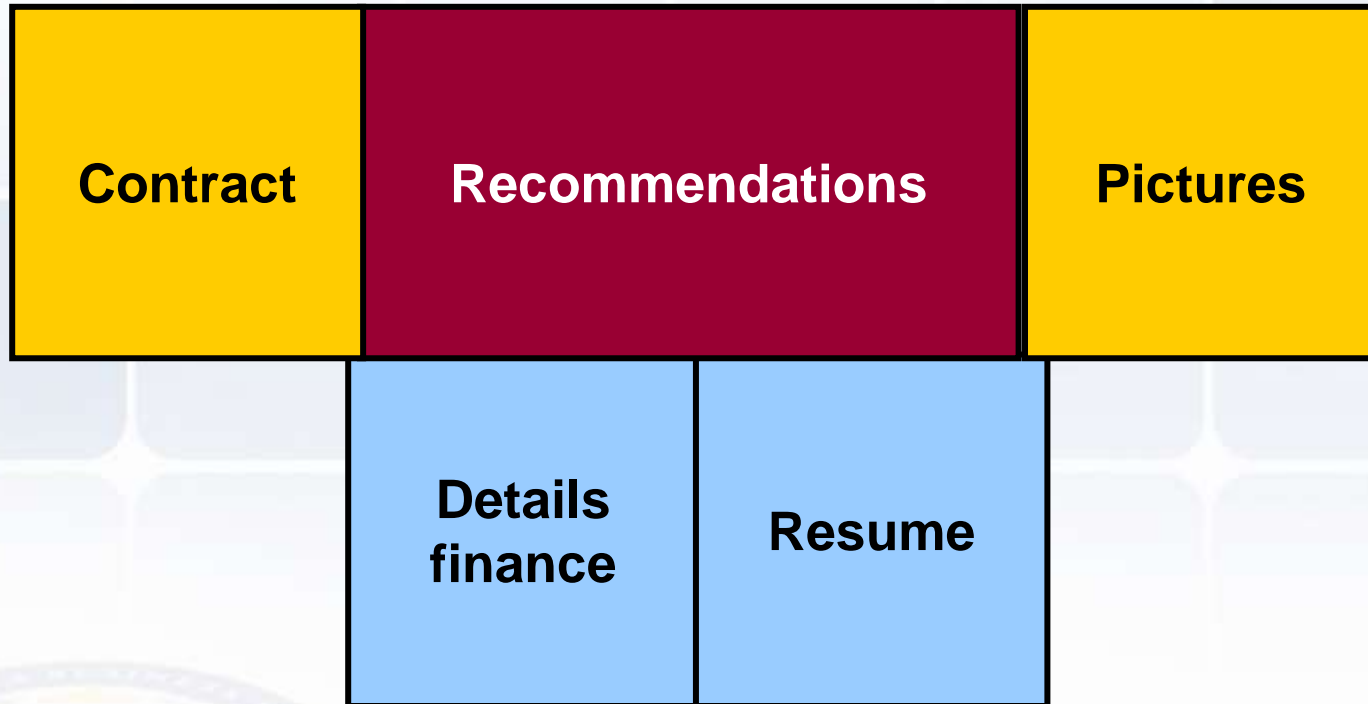 Contract
Recommendations
Pictures
Details
finance
Resume